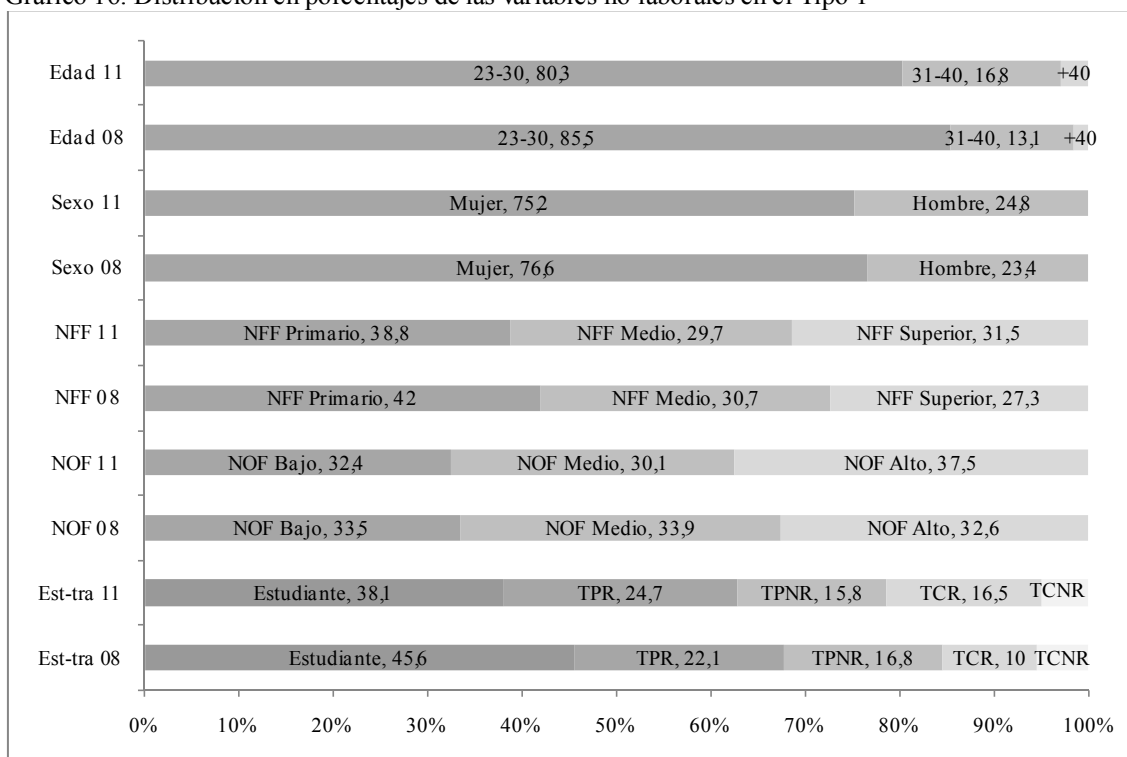 Gráfico 10. Distribución en porcentajes de las variables no laborales en el Tipo 1
Edad 11 23-30, 80,3 31-40, 16,8 +40
Edad 08 23-30, 85,5 31-40, 13,1 +40
Sexo 11 Mujer, 75,2 Hombre, 24,8
Sexo 08 Mujer, 76,6 Hombre, 23,4
NFF 11 NFF Primario, 38,8 NFF Medio, 29,7 NFF Superior, 31,5
NFF 08 NFF Primario, 42 NFF Medio, 30,7 NFF Superior, 27,3
NOF 11 NOF Bajo, 32,4 NOF Medio, 30,1 NOF Alto, 37,5
NOF 08 NOF Bajo, 33,5 NOF Medio, 33,9 NOF Alto, 32,6
Est-tra 11 Estudiante, 38,1 TPR, 24,7 TPNR, 15,8 TCR, 16,5 TCNR
Est-tra 08 Estudiante, 45,6 TPR, 22,1 TPNR, 16,8 TCR, 10 TCNR
0% 10% 20% 30% 40% 50% 60% 70% 80% 90% 100%